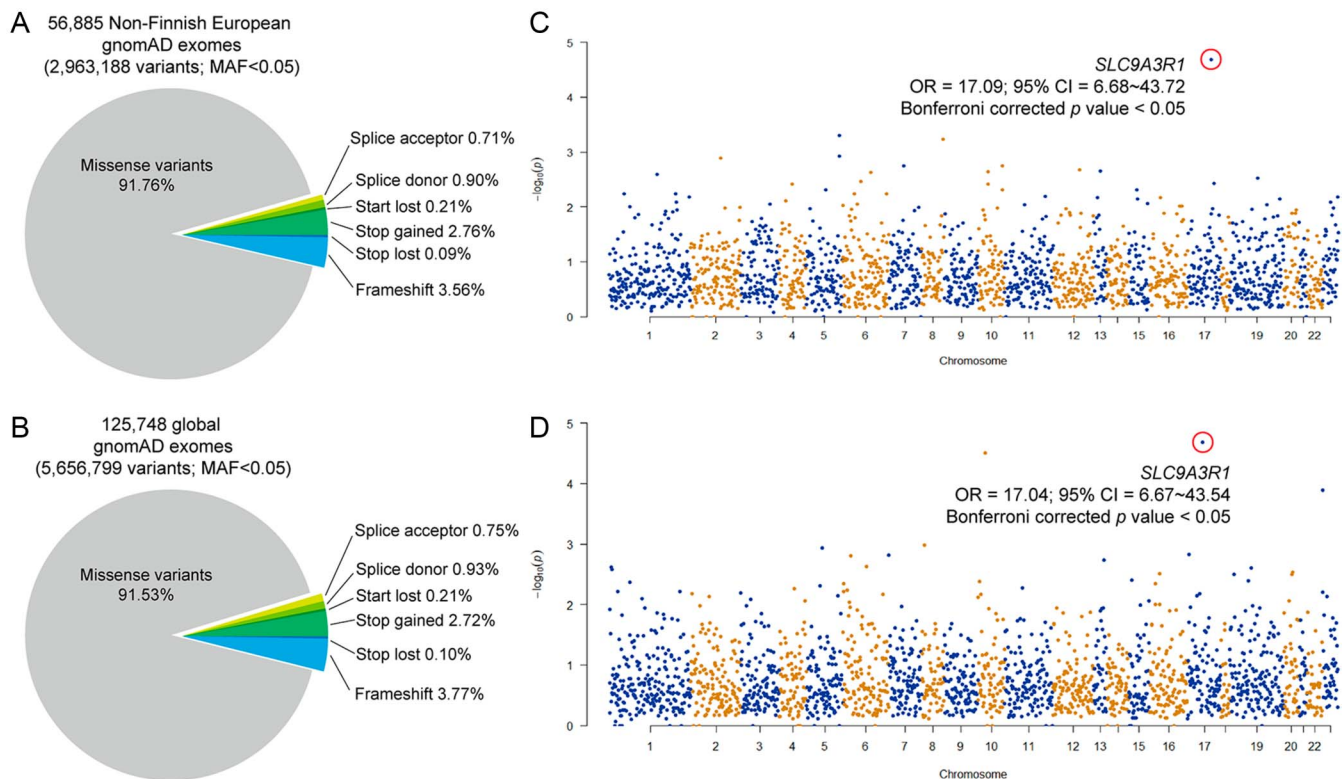 A
56,885 Non-Finnish European
gnomAD exomes
(2,963,188 variants; MAF<0.05)
Missense variants
91.76%
Splice acceptor 0.71%
Splice donor 0.90%
Start lost 0.21%
Stop gained 2.76%
Stop lost 0.09%
Frameshift 3.56%
B
125,748 global
gnomAD exomes
(5,656,799 variants; MAF<0.05)
Missense variants
91.53%
Splice acceptor 0.75%
Splice donor 0.93%
Start lost 0.21%
Stop gained 2.72%
Stop lost 0.10%
Frameshift 3.77%
C
5
4
3
2
1
0
−log10(p)
SLC9A3R1
OR = 17.09; 95% CI = 6.68~43.72
Bonferroni corrected p value < 0.05
1 2 3 4 5 6 7 8 9 10 11 12 13 15 16 17 19 20 22
Chromosome
D
5
4
3
2
1
0
−log10(p)
SLC9A3R1
OR = 17.04; 95% CI = 6.67~43.54
Bonferroni corrected p value < 0.05
1 2 3 4 5 6 7 8 9 10 11 12 13 15 16 17 19 20 22
Chromosome